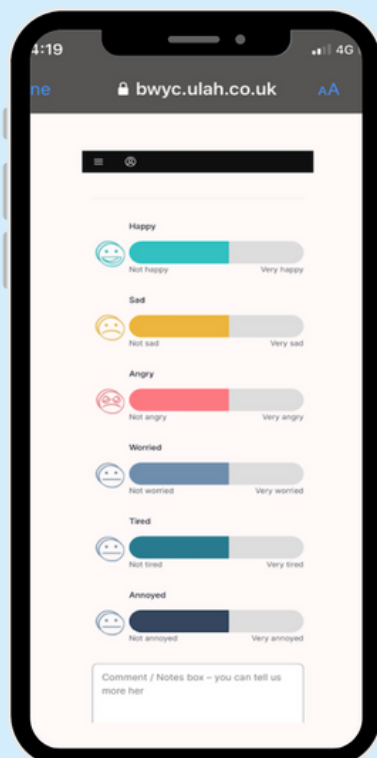 4:19
4G
ne
bwyc.ulah.co.uk
AA
Happy
Not happy Very happy
Sad
Not sad Very sad
Angry
Not angry Very angry
Worried
Not worried Very worried
Tired
Not tired Very tired
Annoyed
Not annoyed Very annoyed
Comment / Notes box – you can tell us
more her